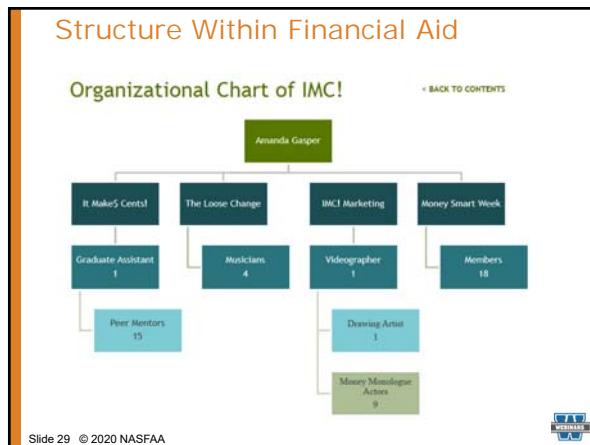 Structure Within Financial Aid
Organizational Chart of IMC!
< BACK TO CONTENTS
Amanda Gasper
It Make$ Cents!
The Loose Change
IMC! Marketing
Money Smart Week
Graduate Assistant
1
Musicians
4
Videographer
1
Members
18
Peer Mentors
15
Drawing Artist
1
Money Monologue
Actors
9
Slide 29 © 2020 NASFAA
WEBINARS